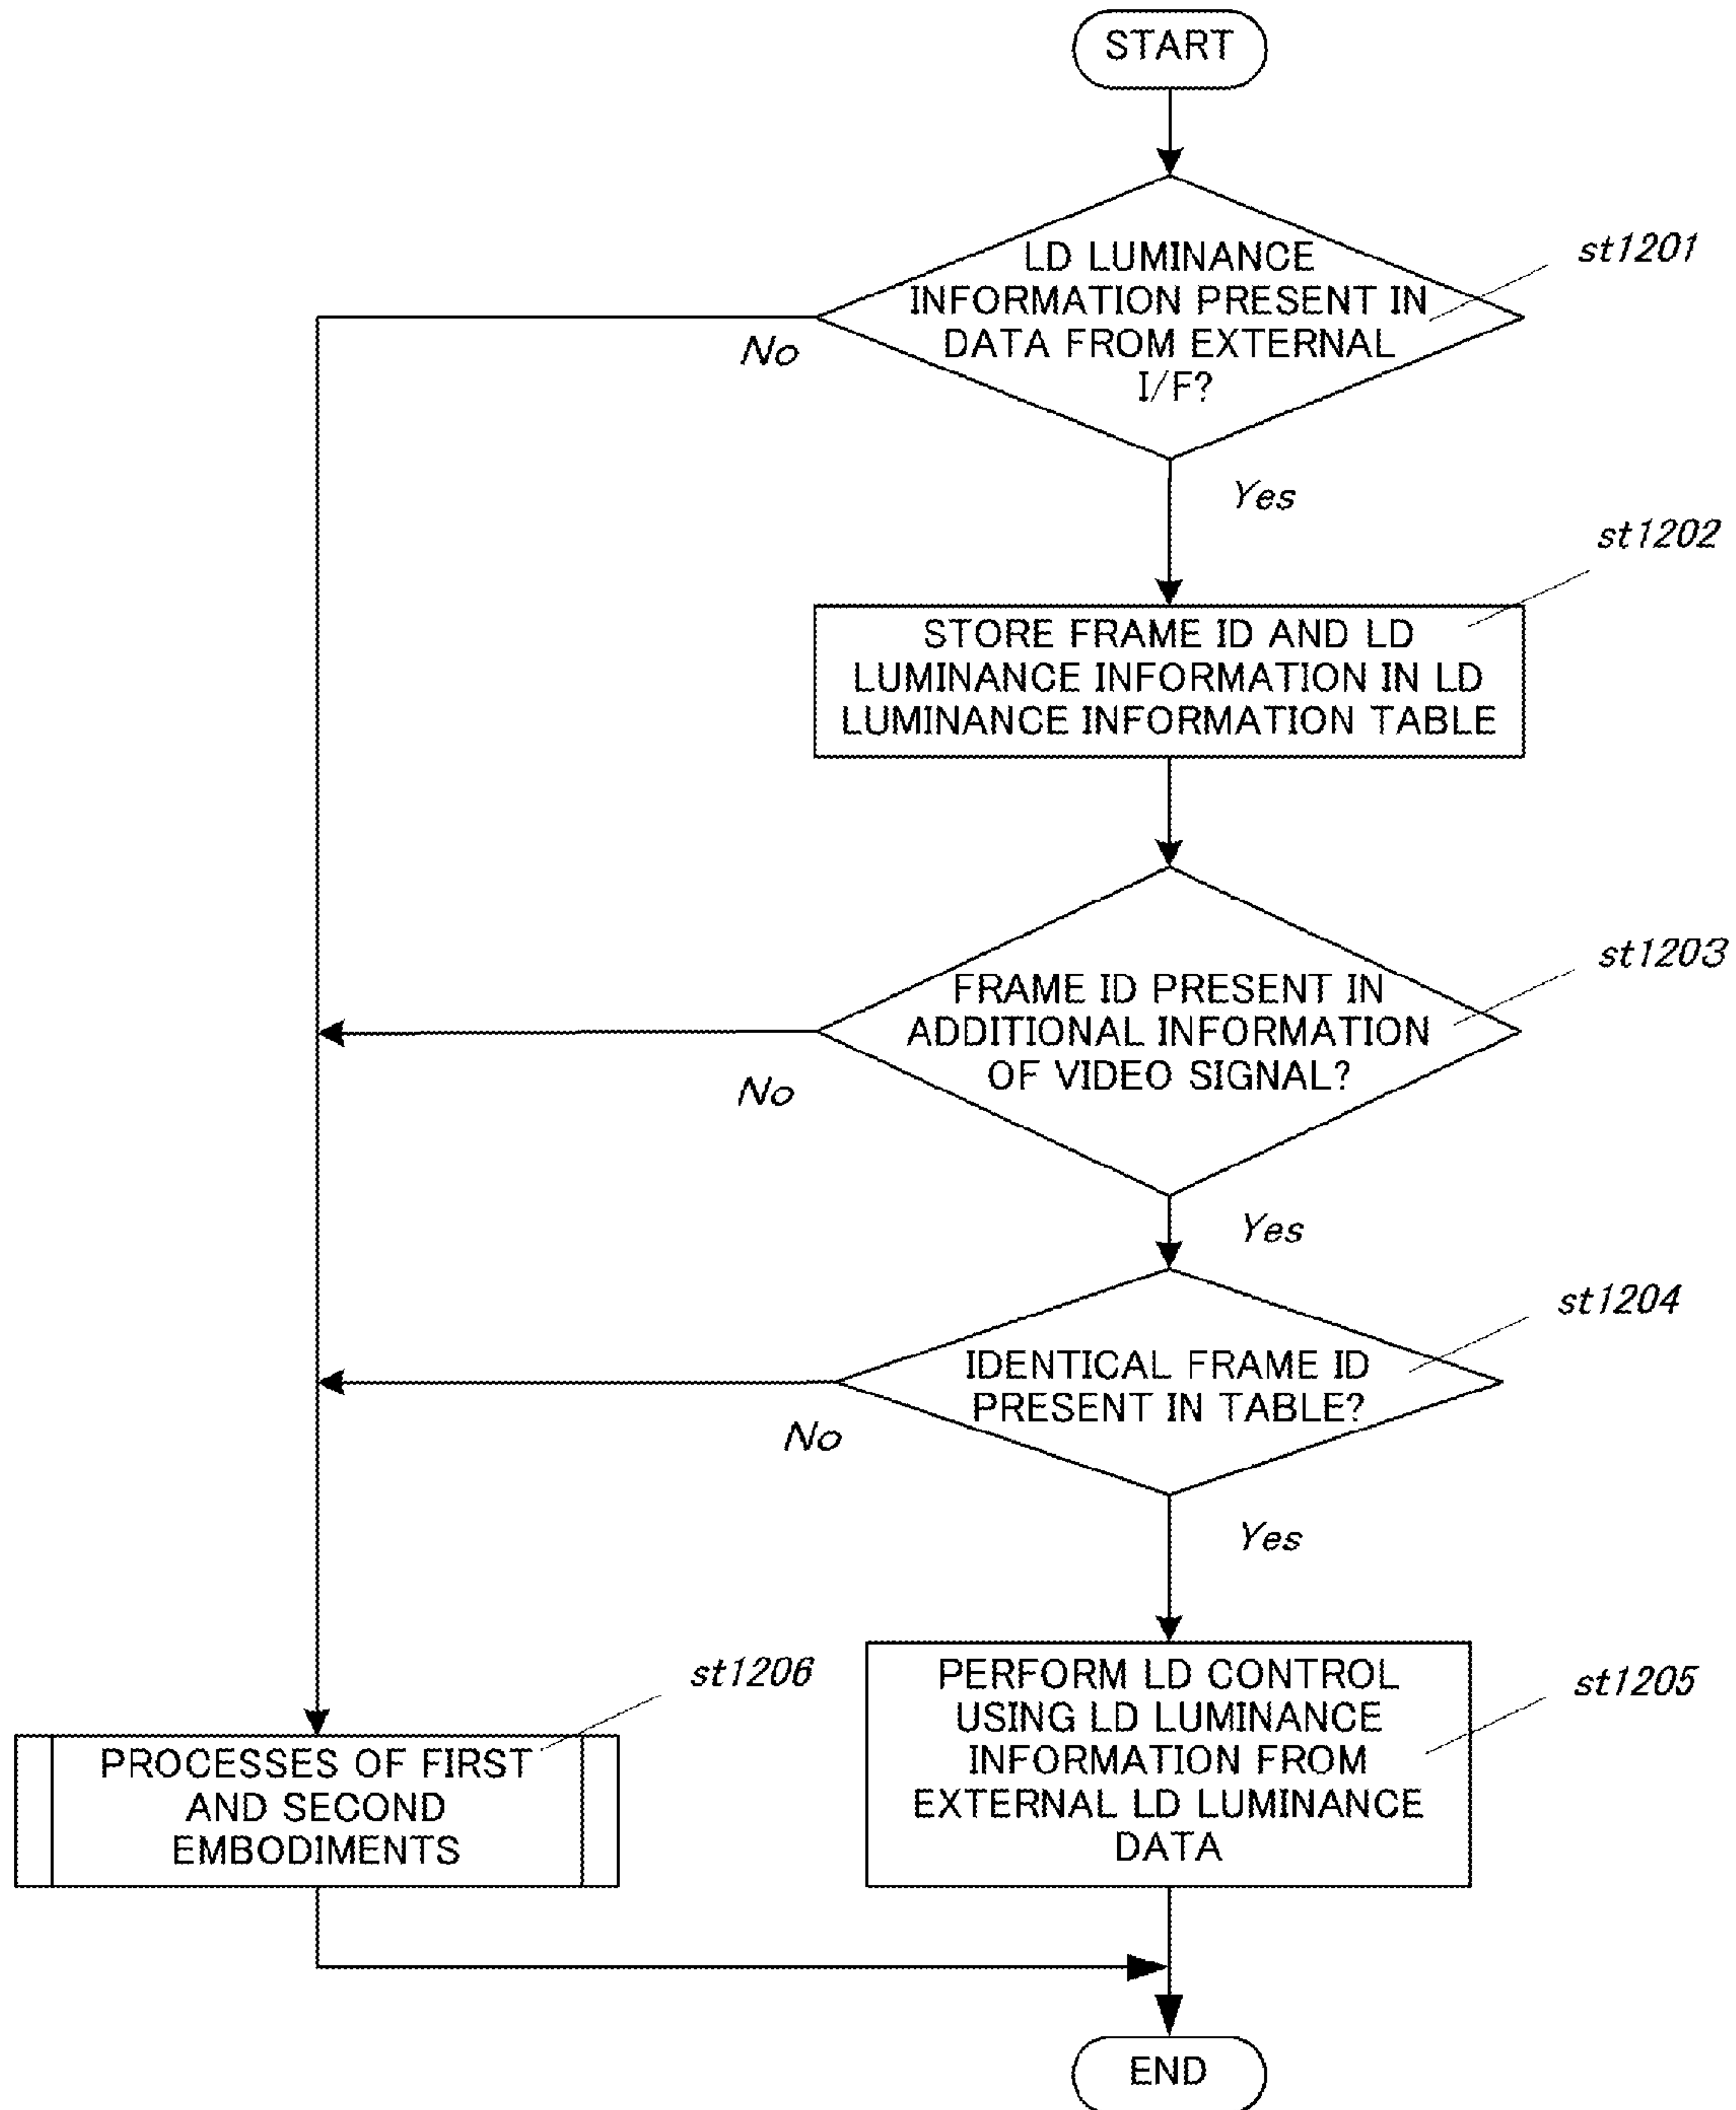 START
LD LUMINANCE
INFORMATION PRESENT IN
DATA FROM EXTERNAL
I/F?
st1201
No
Yes
st1202
STORE FRAME ID AND LD
LUMINANCE INFORMATION IN LD
LUMINANCE INFORMATION TABLE
st1203
FRAME ID PRESENT IN
ADDITIONAL INFORMATION
OF VIDEO SIGNAL?
No
Yes
st1204
IDENTICAL FRAME ID
PRESENT IN TABLE?
No
Yes
st1206
PROCESSES OF FIRST
AND SECOND
EMBODIMENTS
st1205
PERFORM LD CONTROL
USING LD LUMINANCE
INFORMATION FROM
EXTERNAL LD LUMINANCE
DATA
END